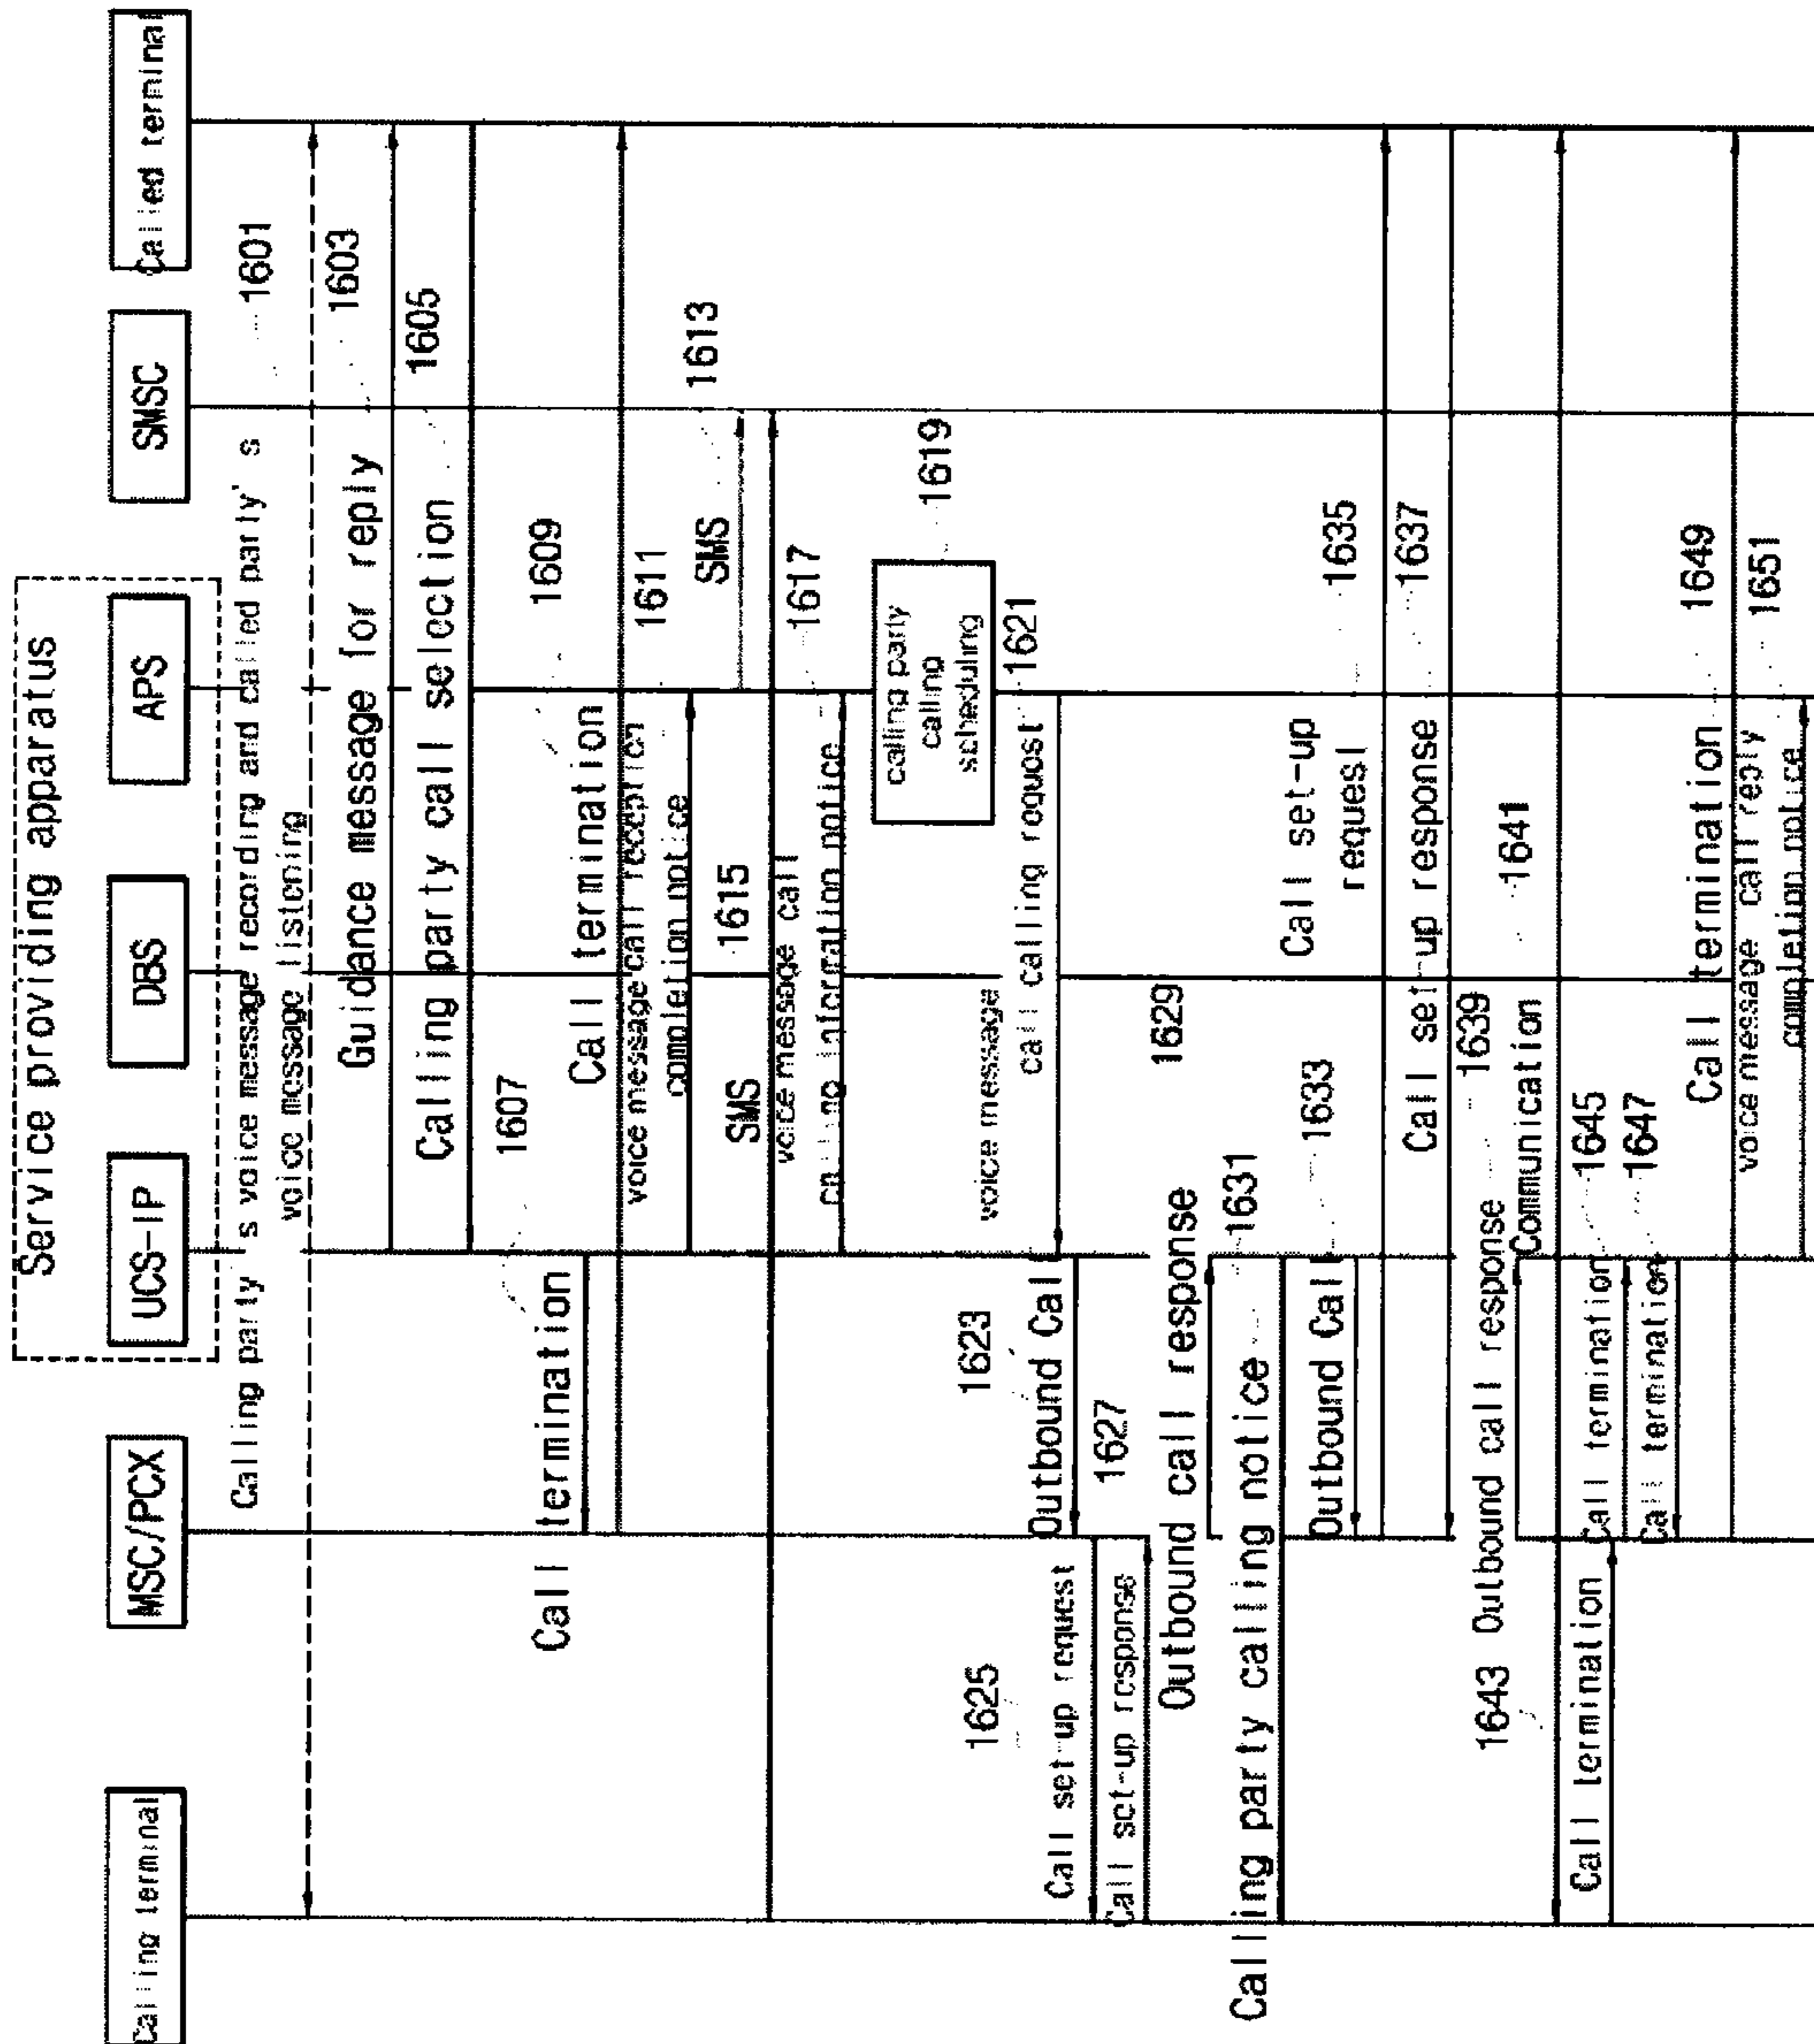 Service providing apparatus
Calling terminal
MSC/PCX
UCS-IP
DBS
APS
SMSC
Called terminal
Calling party s voice message recording and called party' s
voice message listening
1601
1603
Guidance message for reply
1605
Calling party call selection
1607
Call termination
1609
Call termination
1611
voice message call reception
completion notice
1613
SMS
1615
SMS
1617
voice message call
information notice
1619
calling party
calling
scheduling
1621
voice message
call calling request
1623
Outbound Call
1625
Call set-up request
1627
Call set-up response
1629
Outbound call response
1631
Calling party calling notice
1633
Outbound Call
1635
Call set-up
request
1637
Call set-up response
1639
Outbound call response
1641
Communication
1643
Call termination
1645
Call termination
1647
Call termination
1649
Call termination
1651
voice message call reply
completion notice